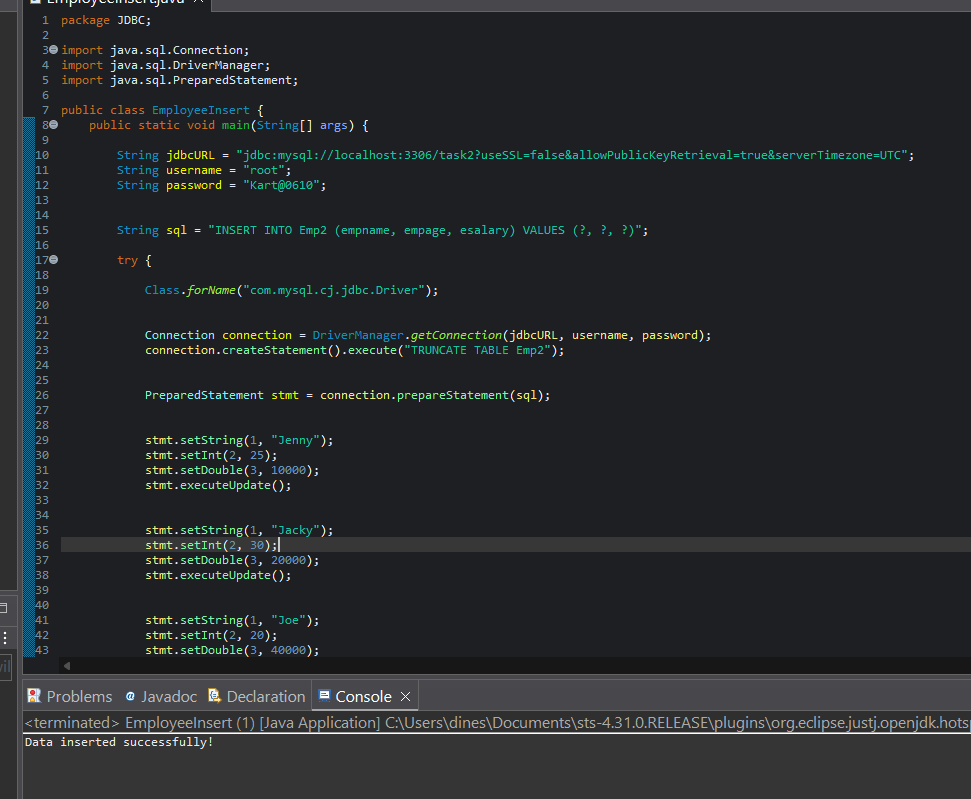 EmployeeInsert.java
1 package JDBC;
2
3 import java.sql.Connection;
4 import java.sql.DriverManager;
5 import java.sql.PreparedStatement;
6
7 public class EmployeeInsert {
8 public static void main(String[] args) {
9
10 String jdbcURL = "jdbc:mysql://localhost:3306/task2?useSSL=false&allowPublicKeyRetrieval=true&serverTimezone=UTC";
11 String username = "root";
12 String password = "Kart@0610";
13
14
15 String sql = "INSERT INTO Emp2 (empname, empage, esalary) VALUES (?, ?, ?)";
16
17 try {
18
19 Class.forName("com.mysql.cj.jdbc.Driver");
20
21
22 Connection connection = DriverManager.getConnection(jdbcURL, username, password);
23 connection.createStatement().execute("TRUNCATE TABLE Emp2");
24
25
26 PreparedStatement stmt = connection.prepareStatement(sql);
27
28
29 stmt.setString(1, "Jenny");
30 stmt.setInt(2, 25);
31 stmt.setDouble(3, 10000);
32 stmt.executeUpdate();
33
34
35 stmt.setString(1, "Jacky");
36 stmt.setInt(2, 30);
37 stmt.setDouble(3, 20000);
38 stmt.executeUpdate();
39
40
41 stmt.setString(1, "Joe");
42 stmt.setInt(2, 20);
43 stmt.setDouble(3, 40000);
Problems Javadoc Declaration Console
<terminated> EmployeeInsert (1) [Java Application] C:\Users\dines\Documents\sts-4.31.0.RELEASE\plugins\org.eclipse.justj.openjdk.hots
Data inserted successfully!